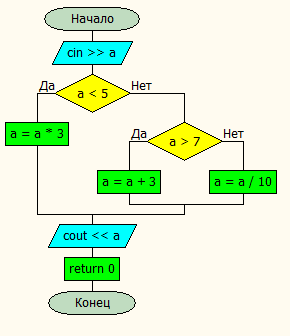 Начало
cin >> a
Да
Нет
a < 5
a = a * 3
Да
Нет
a > 7
a = a + 3
a = a / 10
cout << a
return 0
Конец